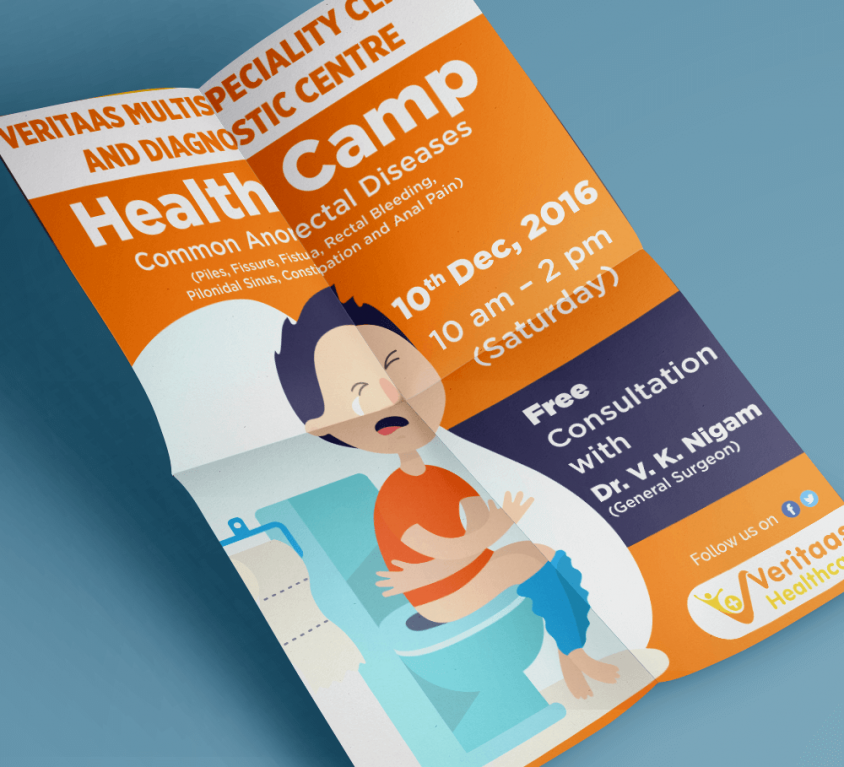 VERITAAS MULTISPECIALITY
AND DIAGNOSTIC CENTRE
Health Camp
Common Anorectal Diseases
(Piles, Fissure, Fistula, Rectal Bleeding,
Pilonidal Sinus, Constipation and Anal Pain)
10th Dec, 2016
10 am - 2 pm
(Saturday)
Free
Consultation
with
Dr. V. K. Nigam
(General Surgeon)
Follow us on
Veritaas